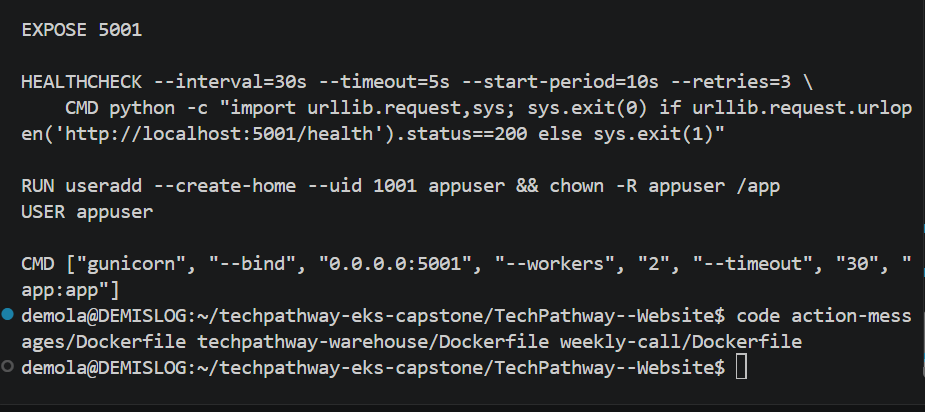 EXPOSE 5001
HEALTHCHECK --interval=30s --timeout=5s --start-period=10s --retries=3 \
    CMD python -c "import urllib.request,sys; sys.exit(0) if urllib.request.urlop
en('http://localhost:5001/health').status==200 else sys.exit(1)"
RUN useradd --create-home --uid 1001 appuser && chown -R appuser /app
USER appuser
CMD ["gunicorn", "--bind", "0.0.0.0:5001", "--workers", "2", "--timeout", "30", "
app:app"]
demola@DEMISLOG:~/techpathway-eks-capstone/TechPathway--Website$ code action-mess
ages/Dockerfile techpathway-warehouse/Dockerfile weekly-call/Dockerfile
demola@DEMISLOG:~/techpathway-eks-capstone/TechPathway--Website$